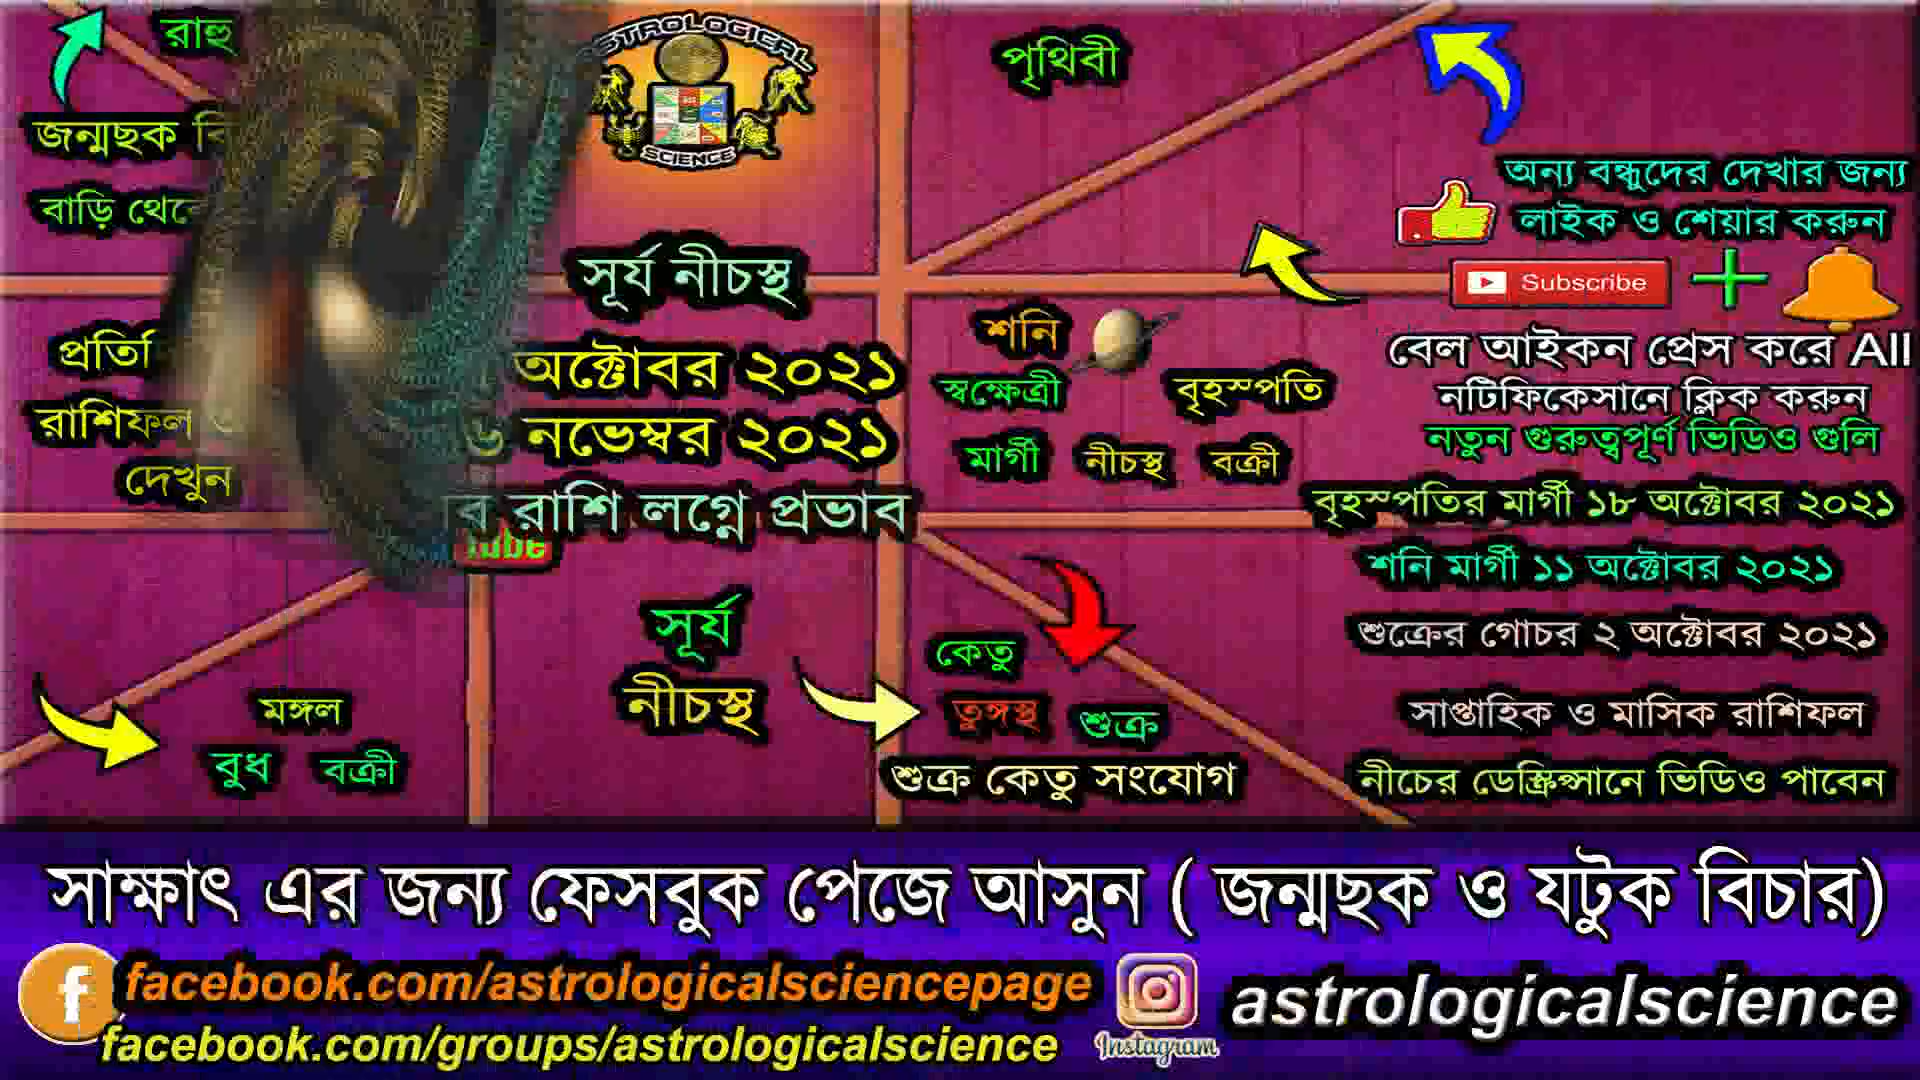 রাহু
জন্মছক
বাড়ি
রাশিফল
দেখুন
ASTROLOGICAL
SCIENCE
সূর্য নীচস্থ
অক্টোবর ২০২১
নভেম্বর ২০২১
রাশি লগ্নে প্রভাব
সূর্য
নীচস্থ
পৃথিবী
শনি
স্বক্ষেত্রী বৃহস্পতি
মার্গী নীচস্থ বক্রী
মঙ্গল
বুধ বক্রী
কেতু
তুঙ্গস্থ শুক্র
শুক্র কেতু সংযোগ
অন্য বন্ধুদের দেখার জন্য
লাইক ও শেয়ার করুন
Subscribe
বেল আইকন প্রেস করে All
নটিফিকেসানে ক্লিক করুন
নতুন গুরুত্বপূর্ণ ভিডিও গুলি
বৃহস্পতির মার্গী ১৮ অক্টোবর ২০২১
শনি মার্গী ১১ অক্টোবর ২০২১
শুক্রের গোচর ২ অক্টোবর ২০২১
সাপ্তাহিক ও মাসিক রাশিফল
নীচের ডেস্ক্রিপ্সানে ভিডিও পাবেন
সাক্ষাৎ এর জন্য ফেসবুক পেজে আসুন ( জন্মছক ও যটুক বিচার)
facebook.com/astrologicalsciencepage
facebook.com/groups/astrologicalscience
Instagram
astrologicalscience